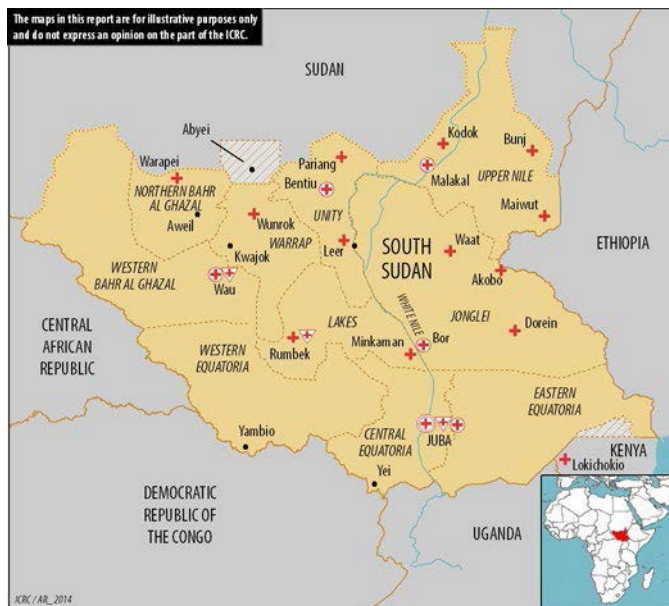 The maps in this report are for illustrative purposes only
and do not express an opinion on the part of the ICRC.
SUDAN
Abyei
Kodok
Bunj
Warapei
Pariang
Malakal
NORTHERN BAHR
AL GHAZAL
Bentiu
UPPER NILE
Maiwut
Aweil
Wunrok
UNITY
WARRAP
Leer
SOUTH
SUDAN
Waat
ETHIOPIA
Kwajok
WESTERN
BAHR AL GHAZAL
Wau
Akobo
CENTRAL
AFRICAN
REPUBLIC
LAKES
WHITE NILE
JONGLEI
Dorein
WESTERN
EQUATORIA
Rumbek
Minkaman
Bor
EASTERN
EQUATORIA
Yambio
CENTRAL
EQUATORIA
JUBA
KENYA
Lokichokio
Yei
DEMOCRATIC
REPUBLIC OF
THE CONGO
UGANDA
ICRC / AR_2014